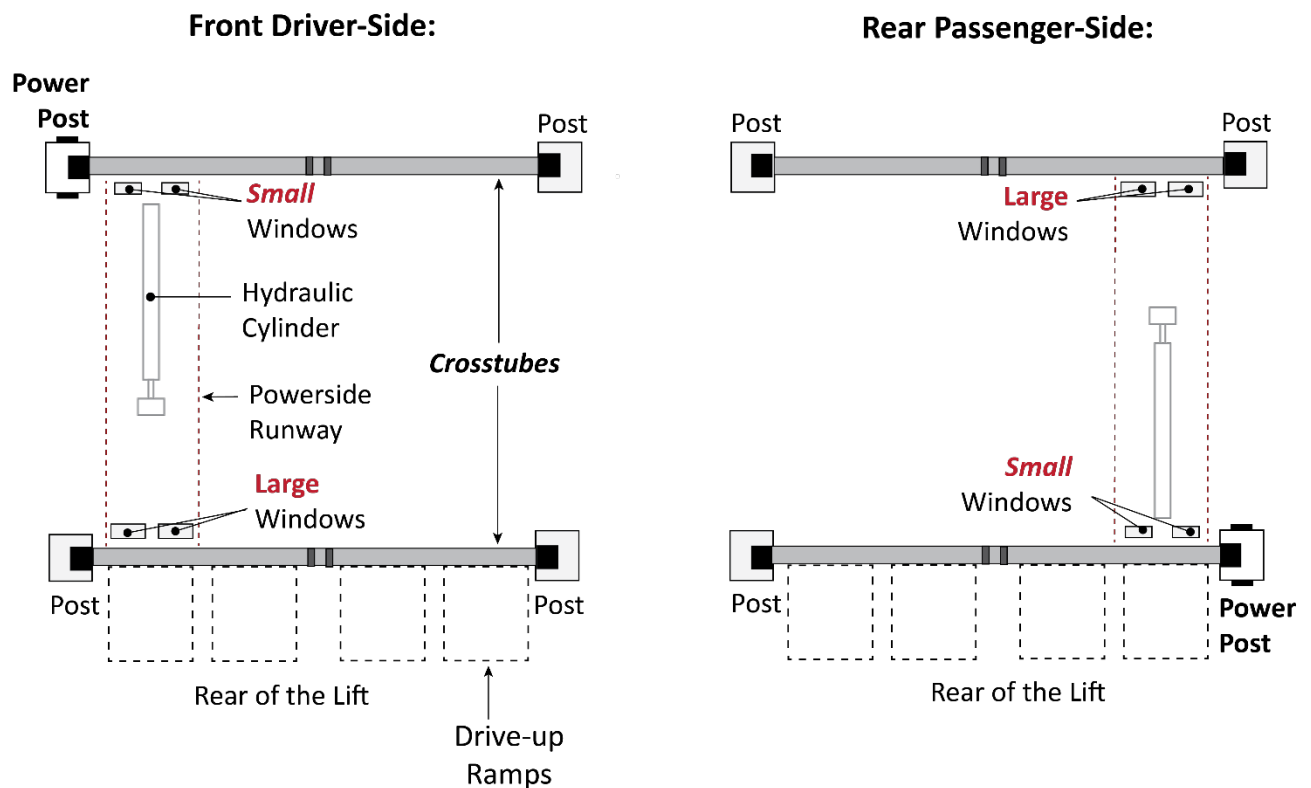 Front Driver-Side:
Power
Post
Post
Small
Windows
Hydraulic
Cylinder
Crosstubes
Powerside
Runway
Large
Windows
Post
Post
Rear of the Lift
Drive-up
Ramps
Rear Passenger-Side:
Post
Post
Large
Windows
Small
Windows
Post
Power
Post
Rear of the Lift